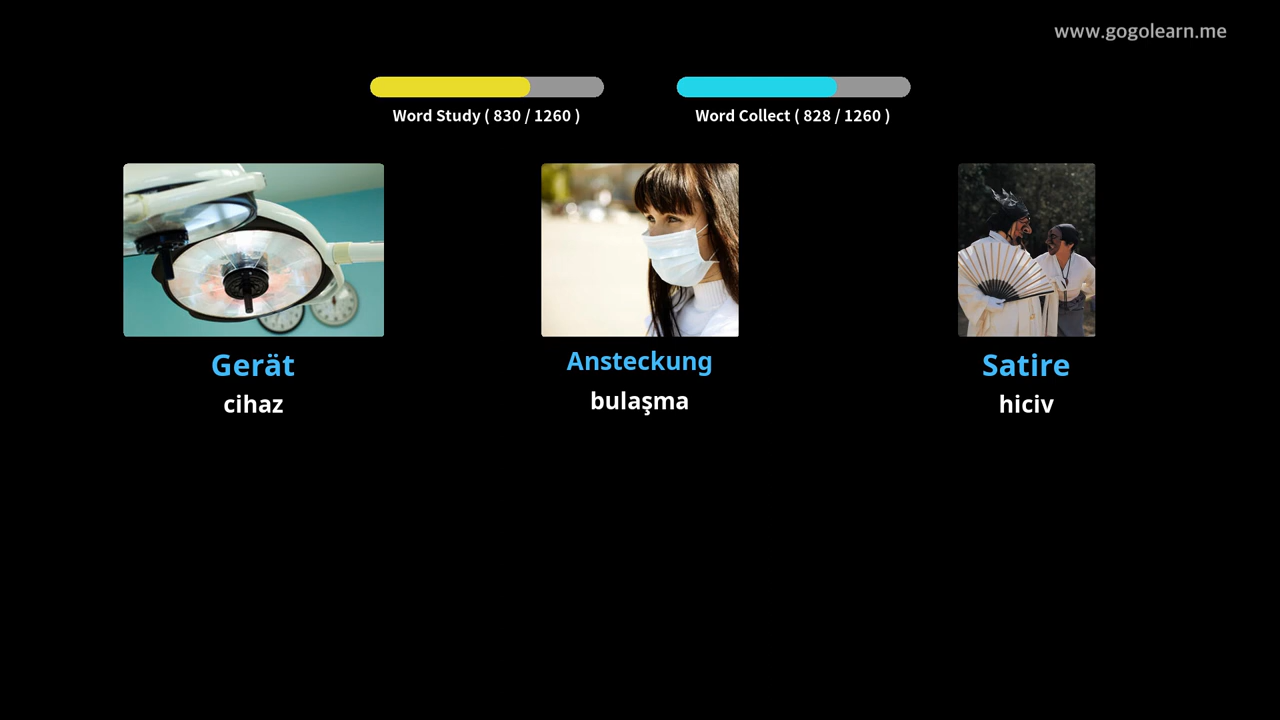 www.gogolearn.me
Word Study ( 830 / 1260 )
Word Collect ( 828 / 1260 )
Gerät
cihaz
Ansteckung
bulaşma
Satire
hiciv